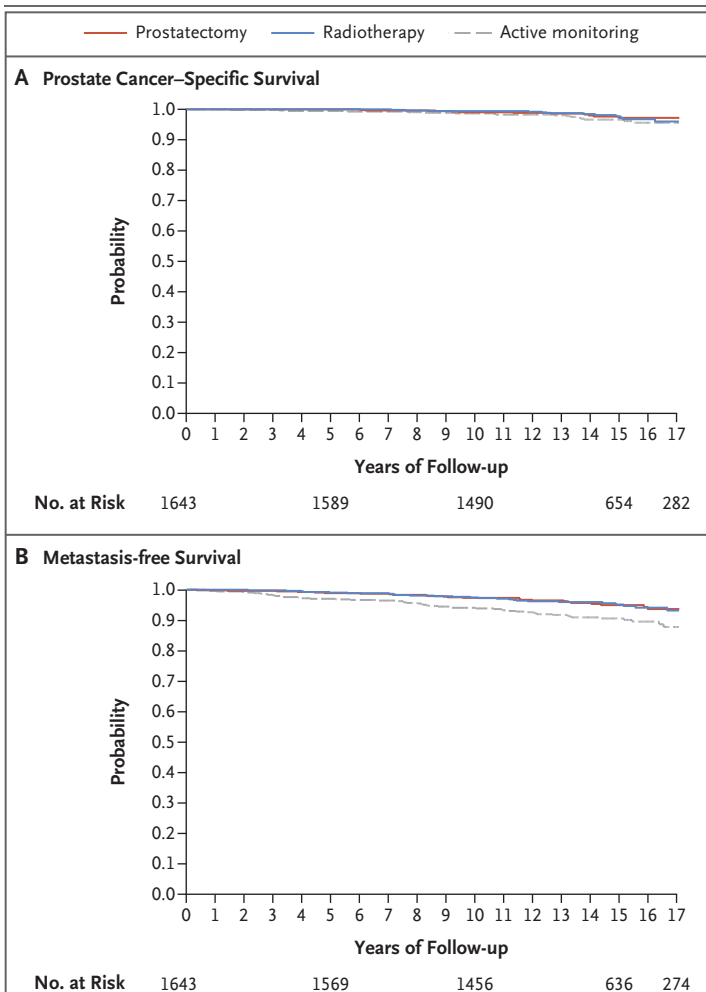 Prostatectomy Radiotherapy Active monitoring
A Prostate Cancer–Specific Survival
1.0
0.9
0.8
0.7
0.6
0.5
0.4
0.3
0.2
0.1
0.0
Probability
0 1 2 3 4 5 6 7 8 9 10 11 12 13 14 15 16 17
Years of Follow-up
No. at Risk 1643 1589 1490 654 282
B Metastasis-free Survival
1.0
0.9
0.8
0.7
0.6
0.5
0.4
0.3
0.2
0.1
0.0
Probability
0 1 2 3 4 5 6 7 8 9 10 11 12 13 14 15 16 17
Years of Follow-up
No. at Risk 1643 1569 1456 636 274